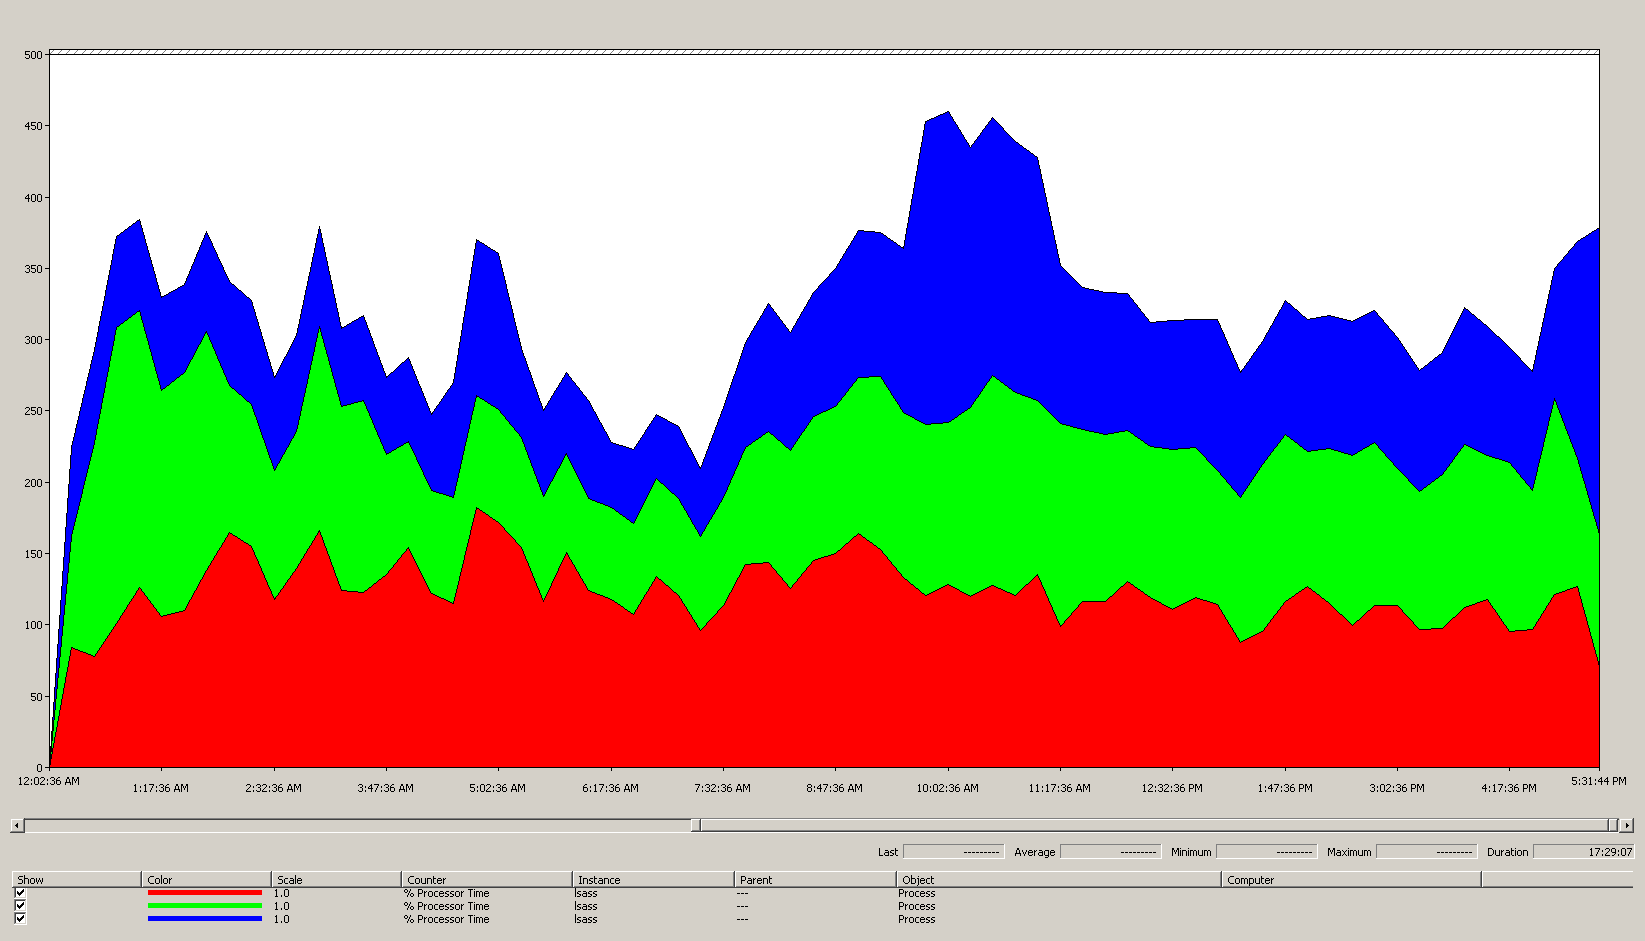 500
450
400
350
300
250
200
150
100
50
0
12:02:36 AM 1:17:36 AM 2:32:36 AM 3:47:36 AM 5:02:36 AM 6:17:36 AM 7:32:36 AM 8:47:36 AM 10:02:36 AM 11:17:36 AM 12:32:36 PM 1:47:36 PM 3:02:36 PM 4:17:36 PM 5:31:44 PM
Last --------- Average --------- Minimum --------- Maximum --------- Duration 17:29:07
Show Color Scale Counter Instance Parent Object Computer
1.0 % Processor Time lsass --- Process
1.0 % Processor Time lsass --- Process
1.0 % Processor Time lsass --- Process